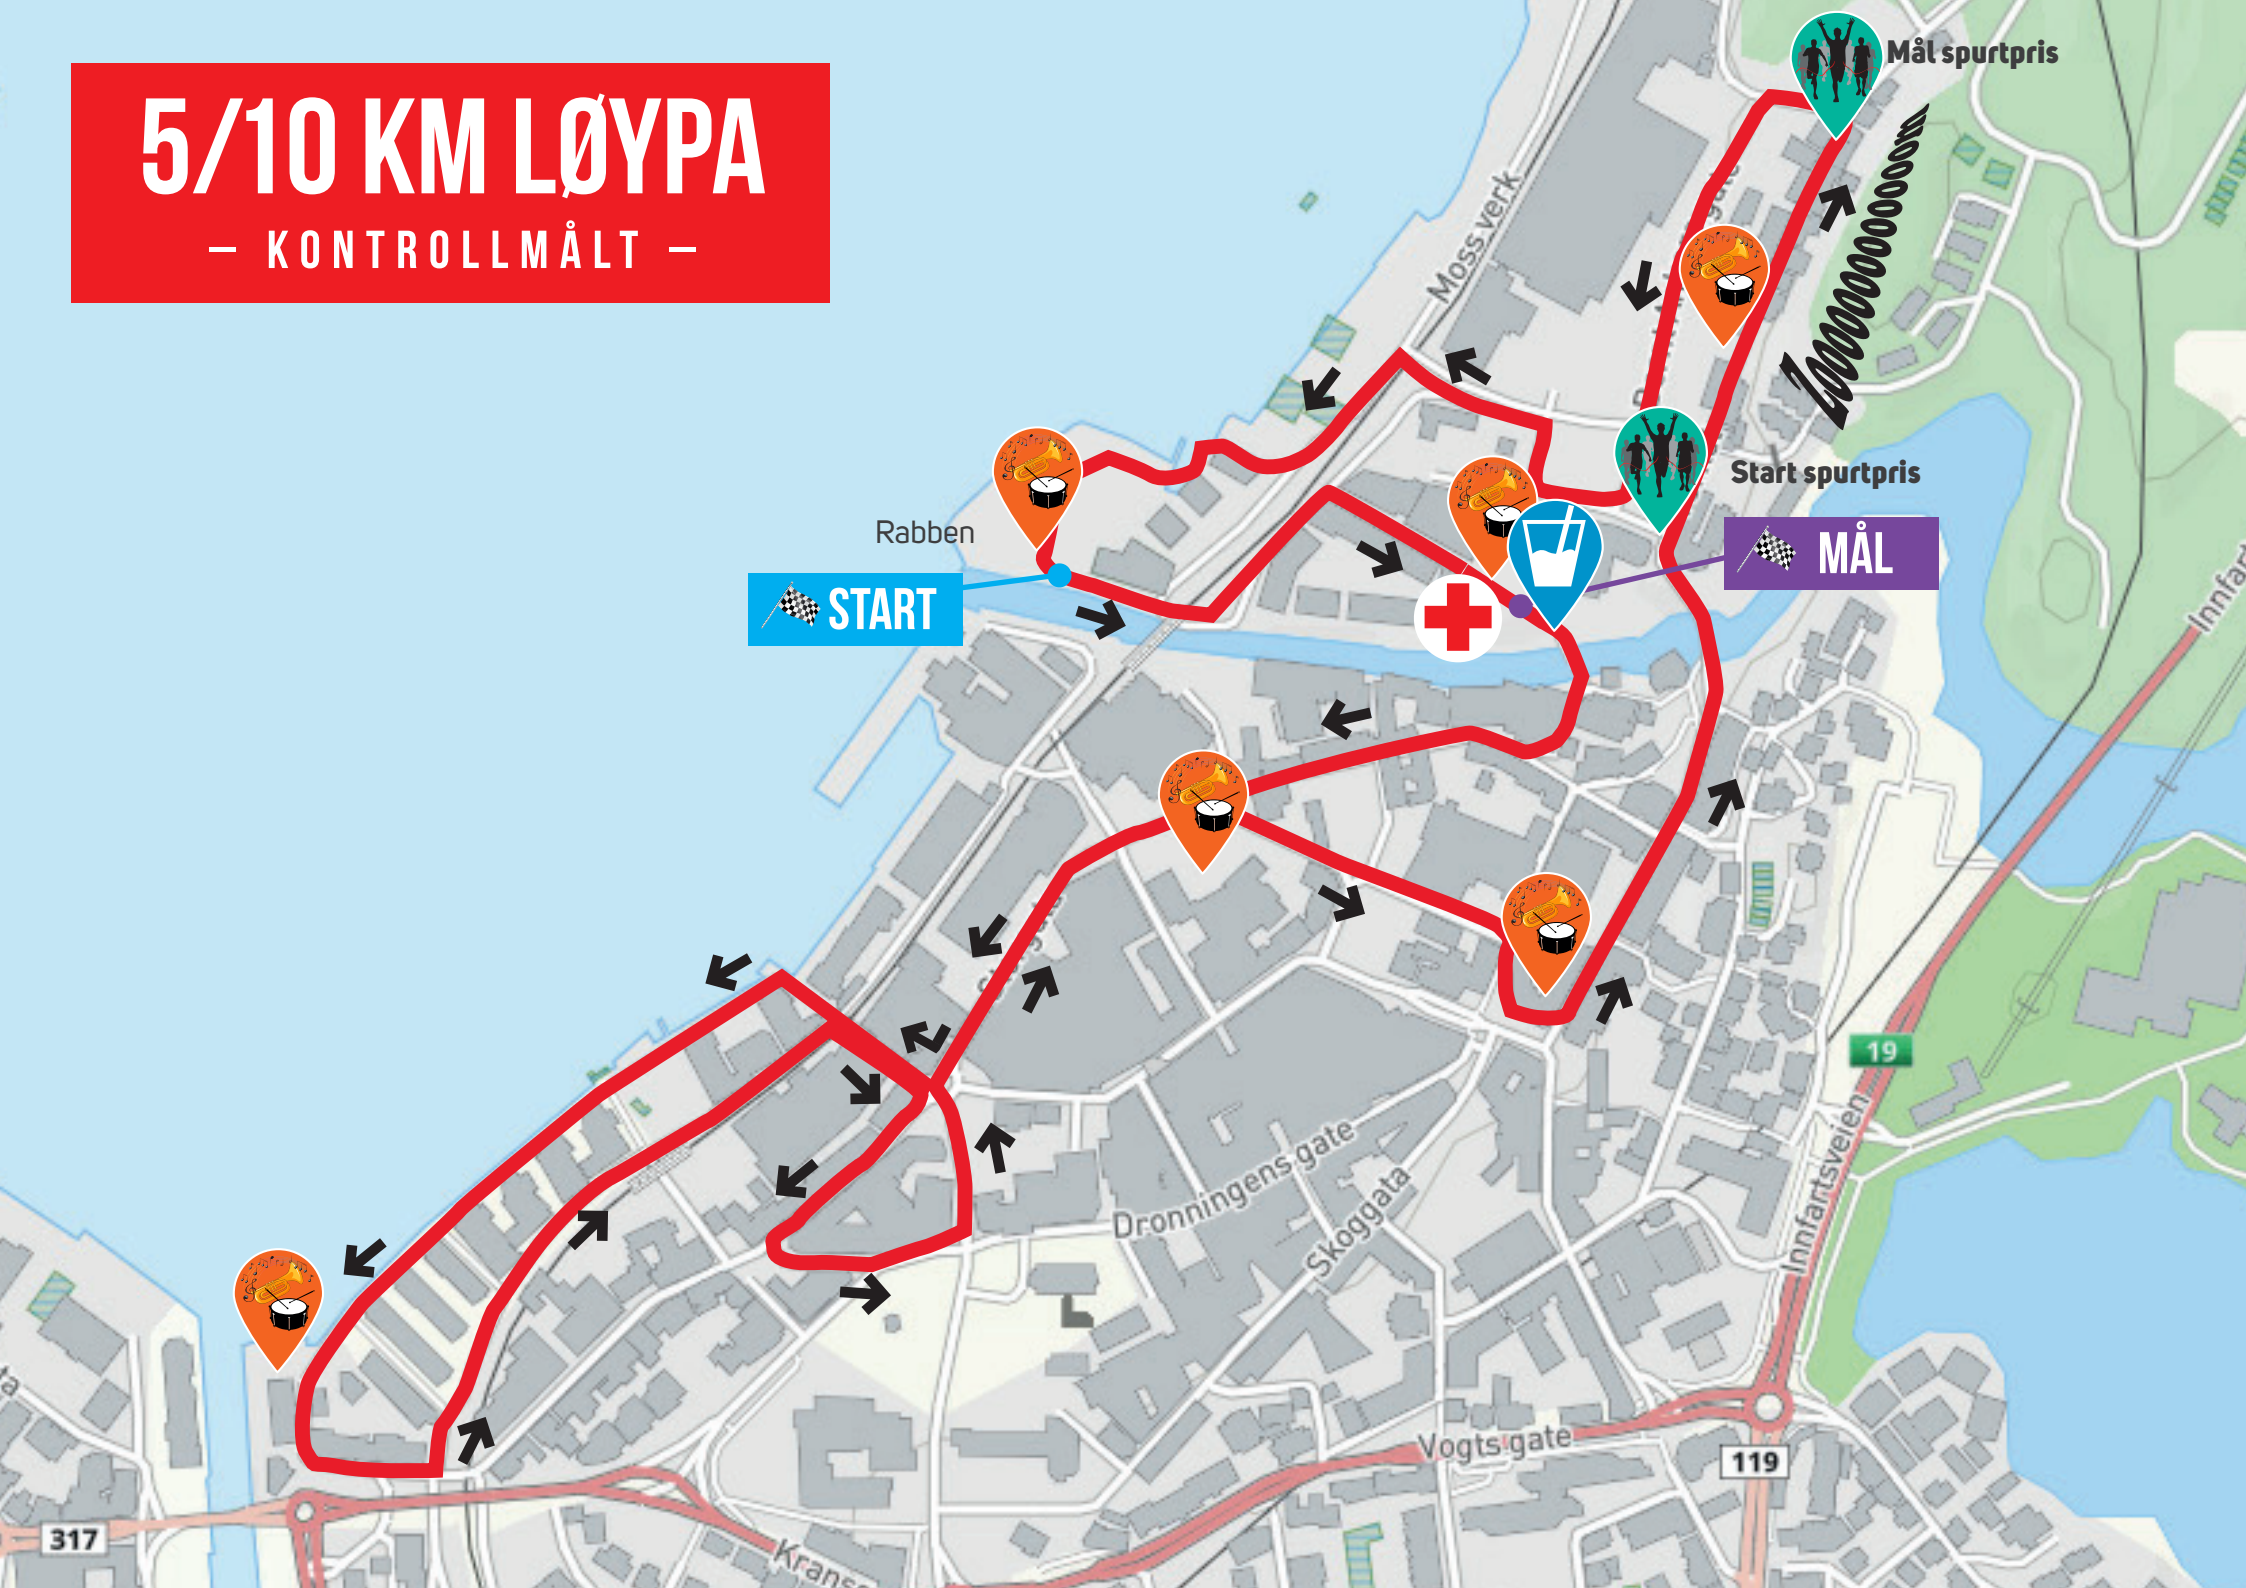 5/10 KM LØYPA
– KONTROLLMÅLT –
Mål spurtpris
Moss verk
Start spurtpris
Rabben
START
MÅL
19
Innfartsveien
Dronningens gate
Skoggata
Vogts gate
119
317